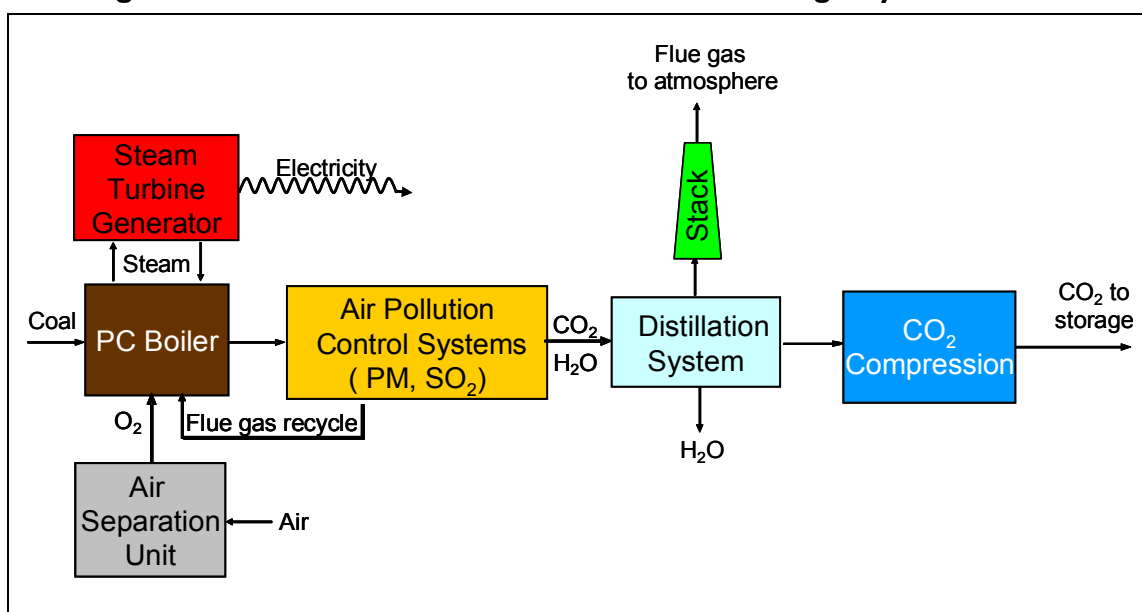 Flue gas
to atmosphere
Steam
Turbine
Generator
Electricity
Stack
Steam
Coal
PC Boiler
Air Pollution
Control Systems
( PM, SO₂)
CO₂
H₂O
Distillation
System
CO₂
Compression
CO₂ to
storage
O₂
Flue gas recycle
H₂O
Air
Separation
Unit
Air